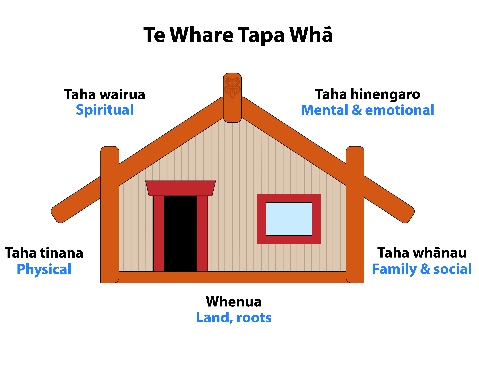 Te Whare Tapa Whā
Taha wairua
Spiritual
Taha hinengaro
Mental & emotional
Taha tinana
Physical
Taha whānau
Family & social
Whenua
Land, roots